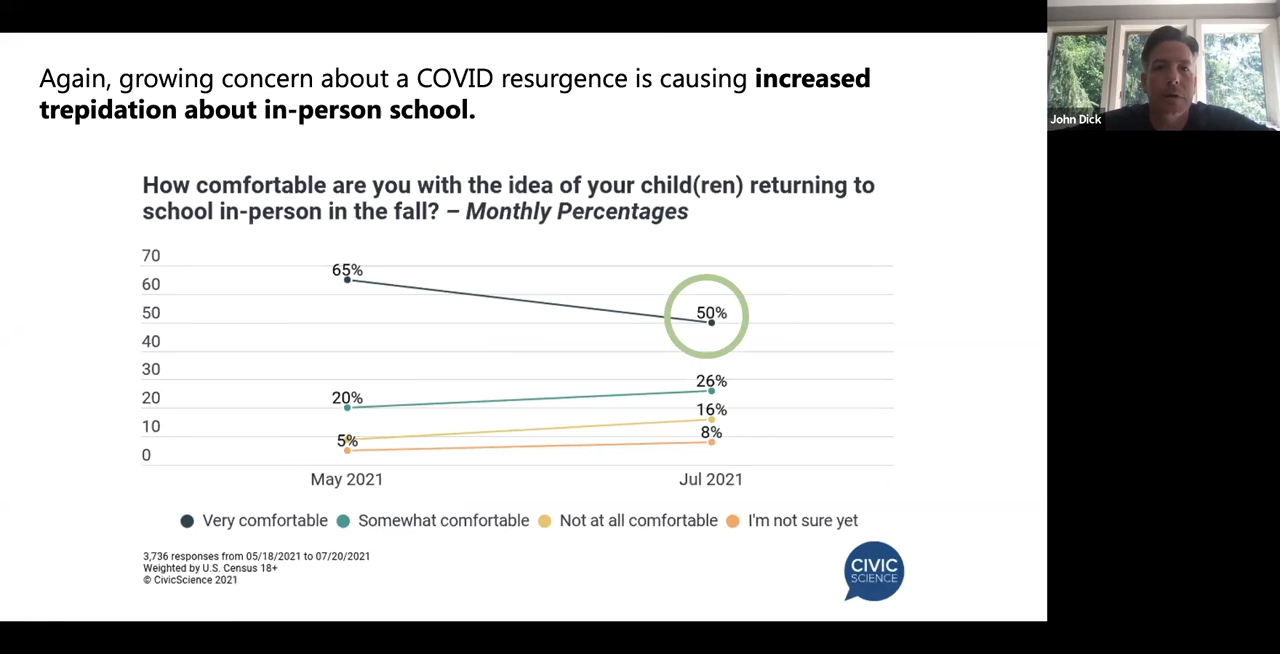 Again, growing concern about a COVID resurgence is causing increased
trepidation about in-person school.
John Dick
How comfortable are you with the idea of your child(ren) returning to
school in-person in the fall? – Monthly Percentages
70
60
50
40
30
20
10
0
65%
50%
20%
26%
16%
5%
8%
May 2021
Jul 2021
Very comfortable
Somewhat comfortable
Not at all comfortable
I'm not sure yet
3,736 responses from 05/18/2021 to 07/20/2021
Weighted by U.S. Census 18+
© CivicScience 2021
CIVIC
SCIENCE